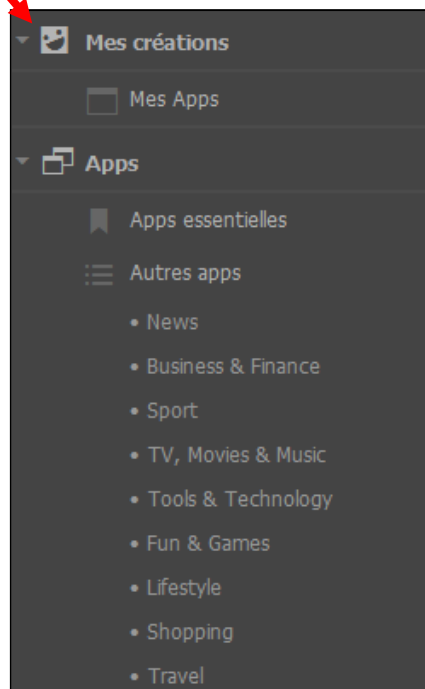 Mes créations
Mes Apps
Apps
Apps essentielles
Autres apps
• News
• Business & Finance
• Sport
• TV, Movies & Music
• Tools & Technology
• Fun & Games
• Lifestyle
• Shopping
• Travel